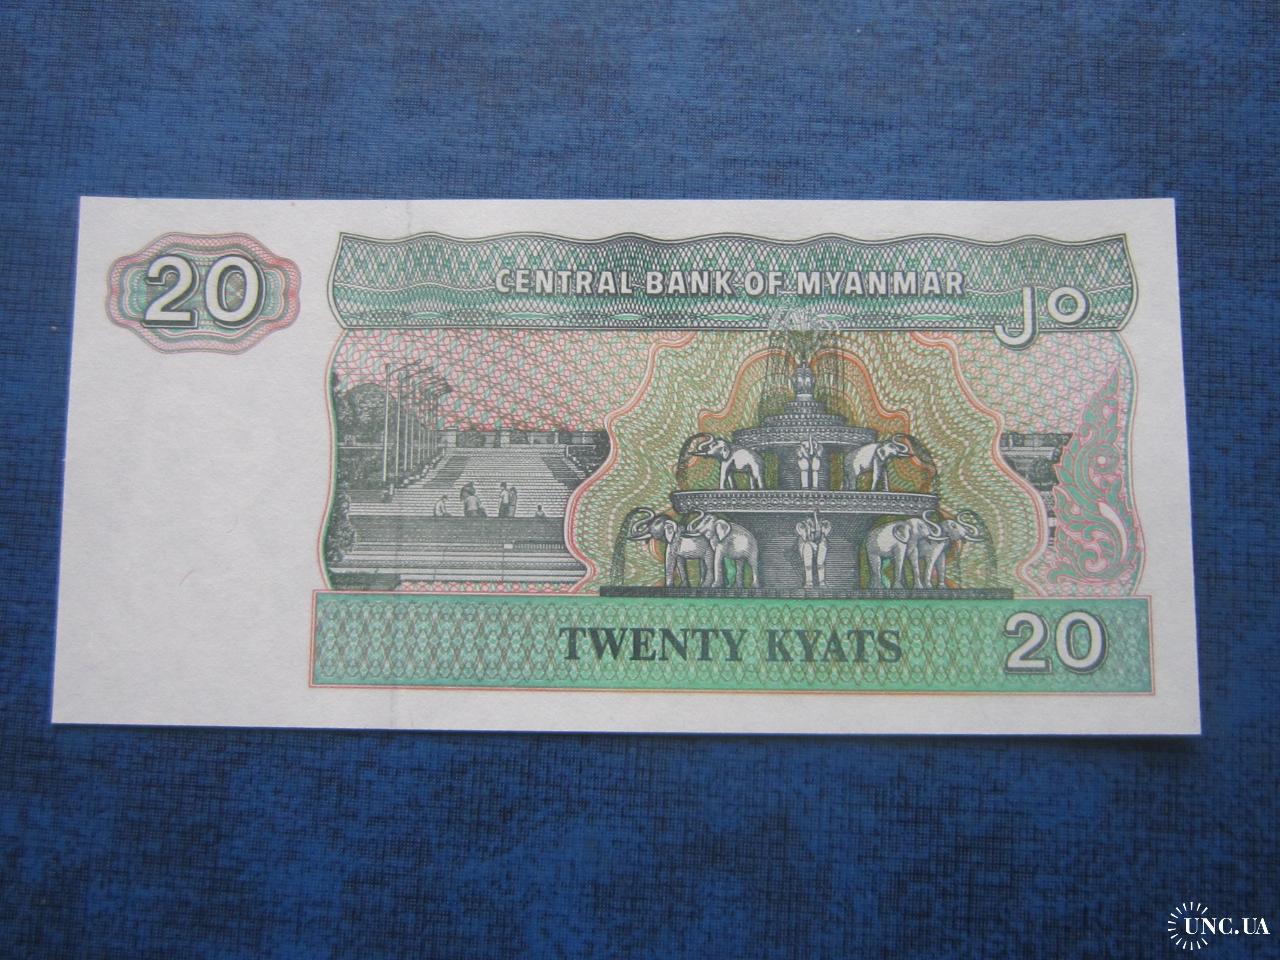 20
CENTRAL BANK OF MYANMAR
၂၀
TWENTY KYATS
20
UNC.UA